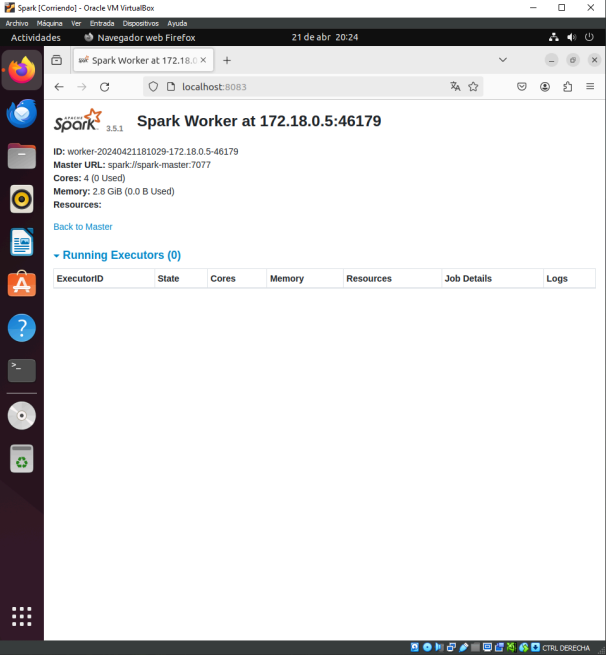 Spark [Corriendo] - Oracle VM VirtualBox
Archivo Máquina Ver Entrada Dispositivos Ayuda
Actividades Navegador web Firefox 21 de abr 20:24
Spark Worker at 172.18.0
localhost:8083
APACHE Spark 3.5.1 Spark Worker at 172.18.0.5:46179
ID: worker-20240421181029-172.18.0.5-46179
Master URL: spark://spark-master:7077
Cores: 4 (0 Used)
Memory: 2.8 GiB (0.0 B Used)
Resources:
Back to Master
Running Executors (0)
ExecutorID State Cores Memory Resources Job Details Logs
CTRL DERECHA